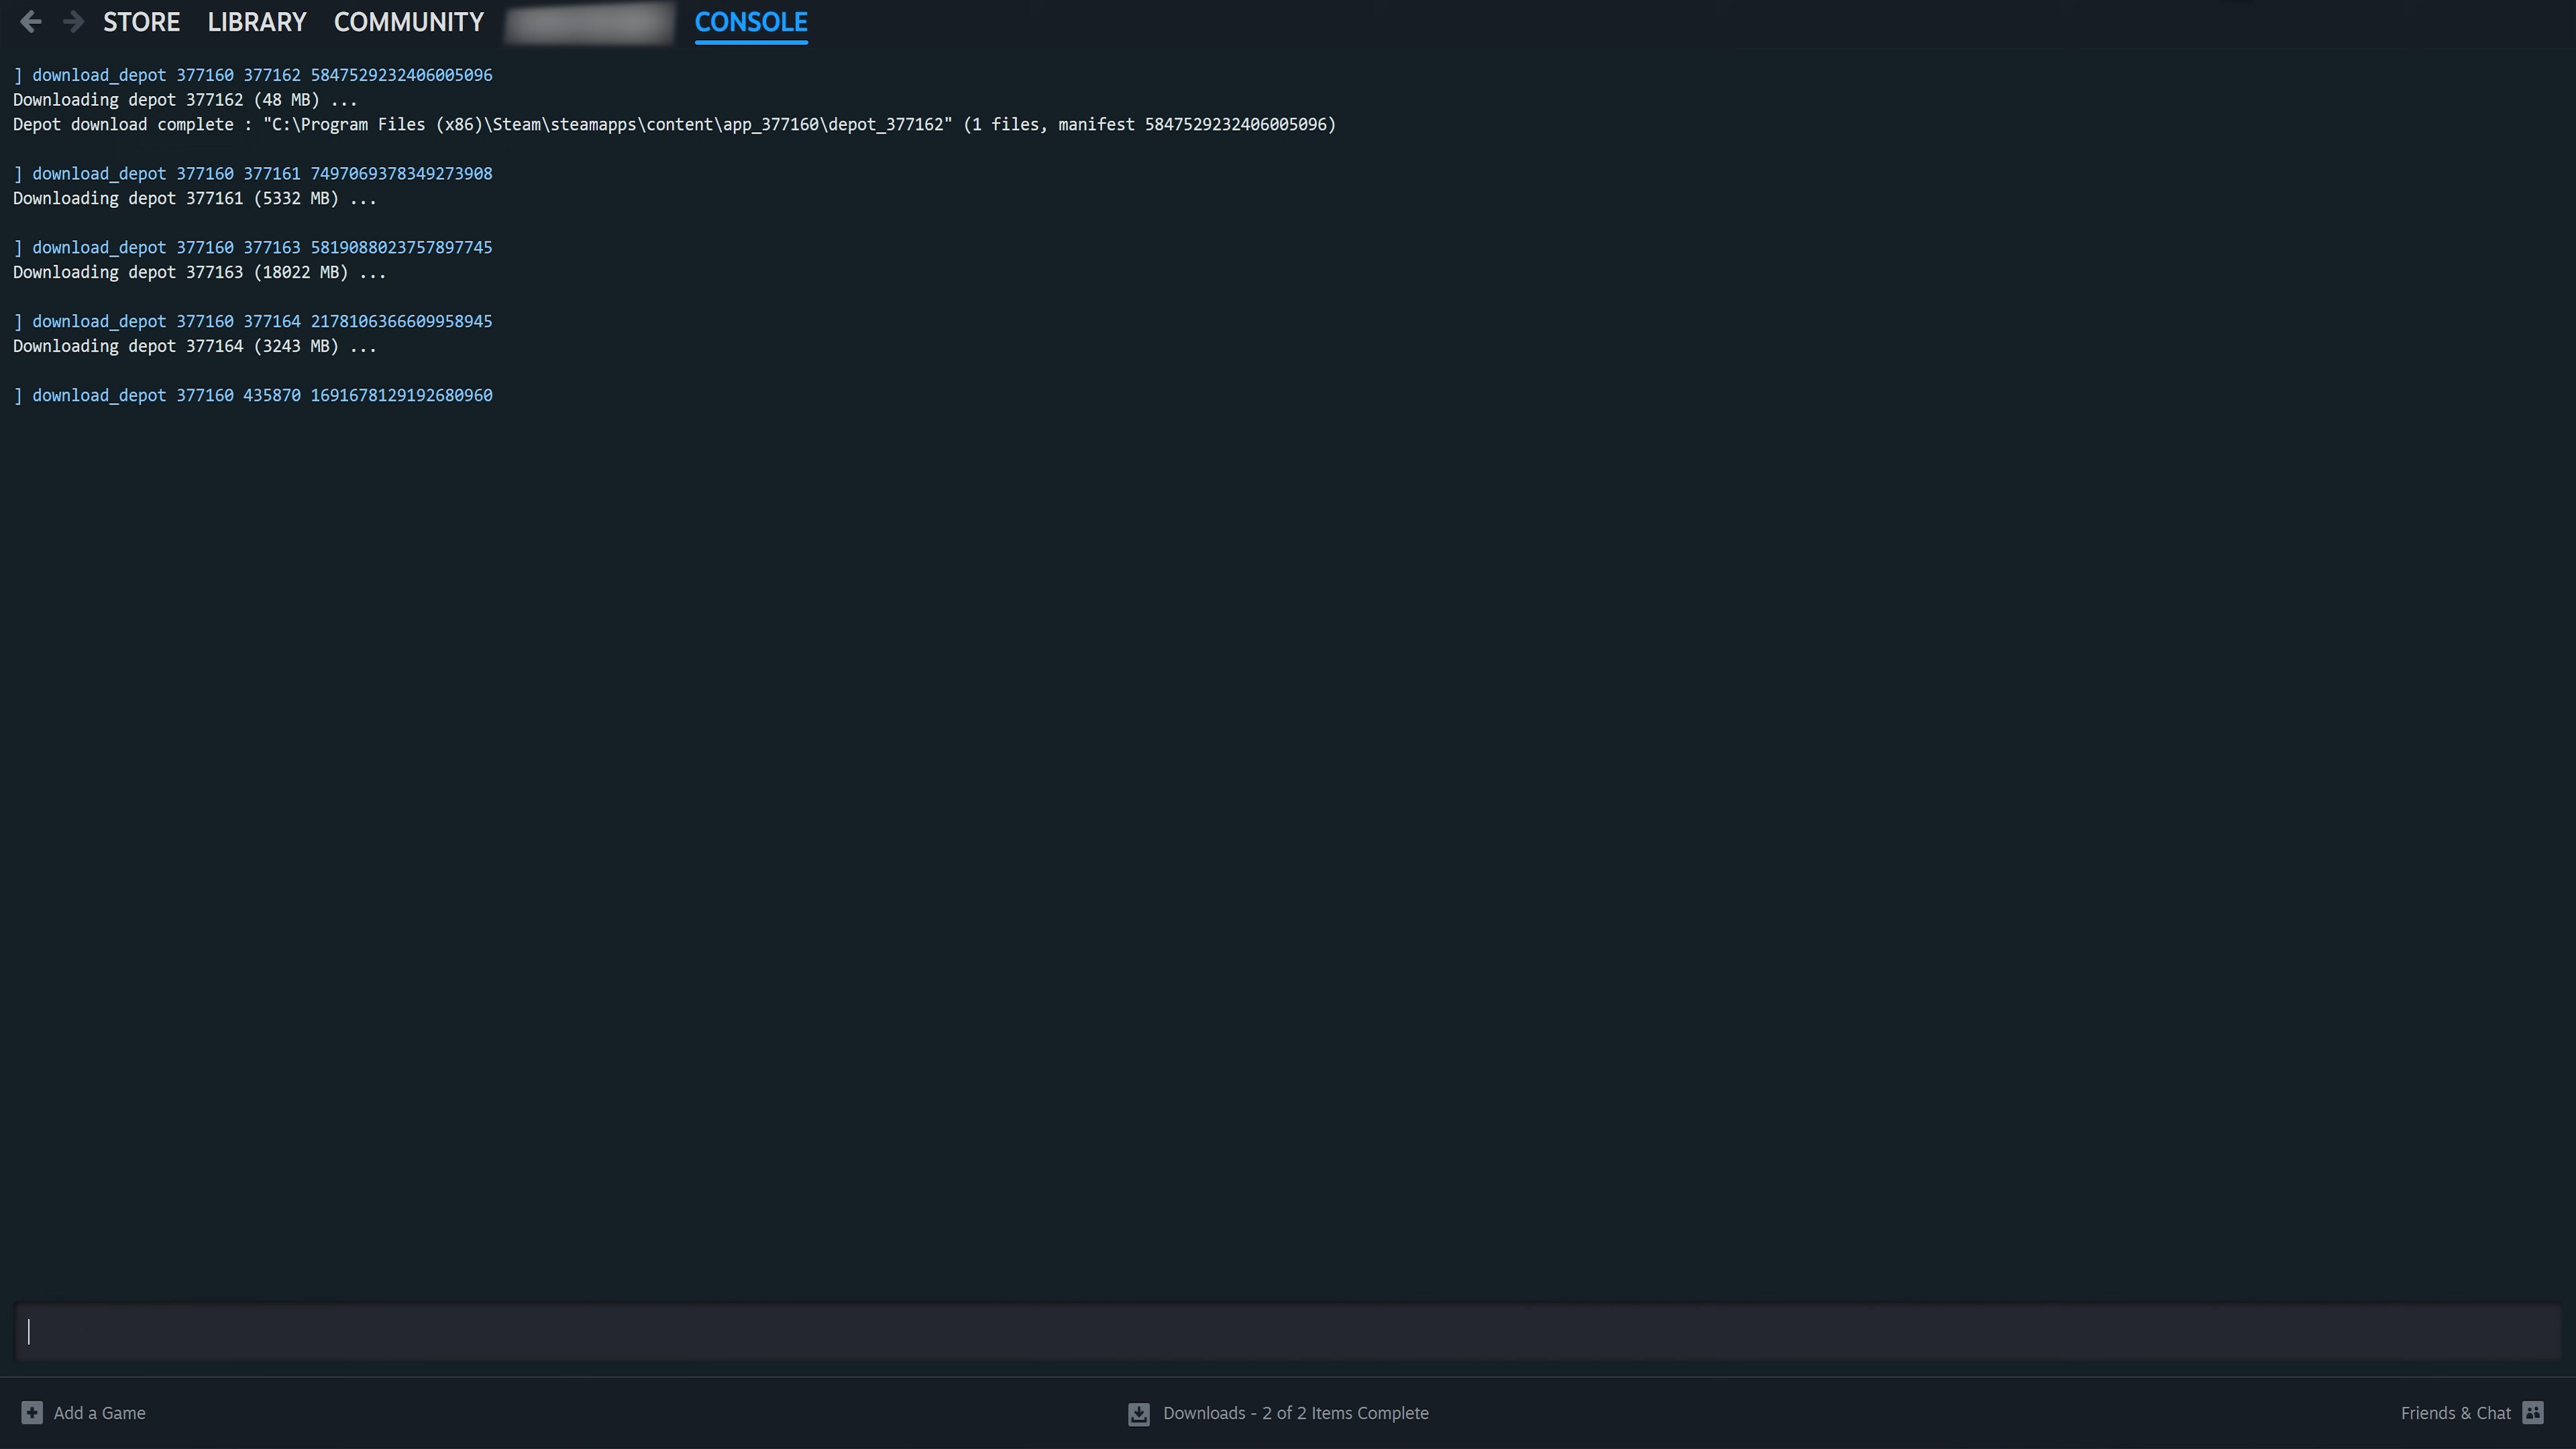 STORE LIBRARY COMMUNITY CONSOLE
] download_depot 377160 377162 5847529232406005096
Downloading depot 377162 (48 MB) ...
Depot download complete : "C:\Program Files (x86)\Steam\steamapps\content\app_377160\depot_377162" (1 files, manifest 5847529232406005096)
] download_depot 377160 377161 7497069378349273908
Downloading depot 377161 (5332 MB) ...
] download_depot 377160 377163 5819088023757897745
Downloading depot 377163 (18022 MB) ...
] download_depot 377160 377164 2178106366609958945
Downloading depot 377164 (3243 MB) ...
] download_depot 377160 435870 1691678129192680960
Add a Game
Downloads - 2 of 2 Items Complete
Friends & Chat